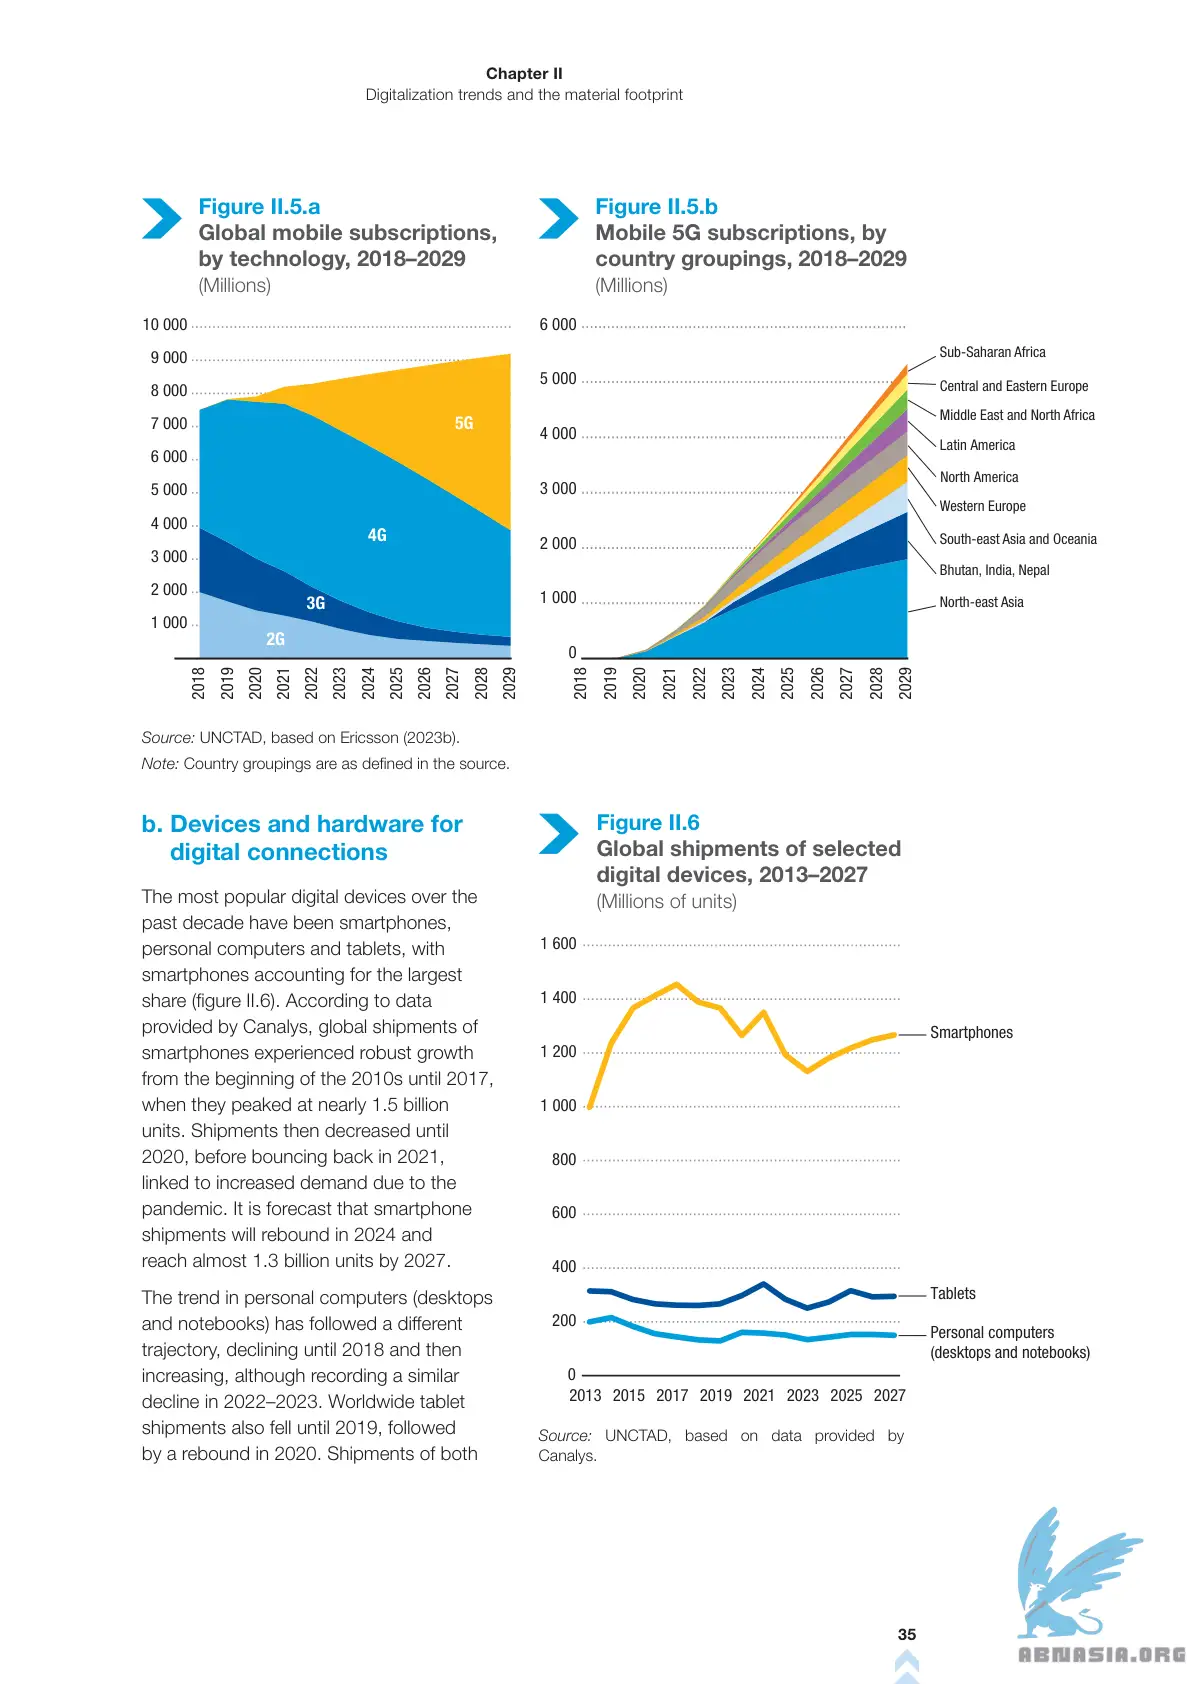 Chapter II
Digitalization trends and the material footprint
Figure II.5.a
Global mobile subscriptions,
by technology, 2018–2029
(Millions)
10 000
9 000
8 000
7 000
6 000
5 000
4 000
3 000
2 000
1 000
5G
4G
3G
2G
2018
2019
2020
2021
2022
2023
2024
2025
2026
2027
2028
2029
Figure II.5.b
Mobile 5G subscriptions, by
country groupings, 2018–2029
(Millions)
6 000
5 000
4 000
3 000
2 000
1 000
0
Sub-Saharan Africa
Central and Eastern Europe
Middle East and North Africa
Latin America
North America
Western Europe
South-east Asia and Oceania
Bhutan, India, Nepal
North-east Asia
2018
2019
2020
2021
2022
2023
2024
2025
2026
2027
2028
2029
Source: UNCTAD, based on Ericsson (2023b).
Note: Country groupings are as defined in the source.
b. Devices and hardware for
digital connections
The most popular digital devices over the
past decade have been smartphones,
personal computers and tablets, with
smartphones accounting for the largest
share (figure II.6). According to data
provided by Canalys, global shipments of
smartphones experienced robust growth
from the beginning of the 2010s until 2017,
when they peaked at nearly 1.5 billion
units. Shipments then decreased until
2020, before bouncing back in 2021,
linked to increased demand due to the
pandemic. It is forecast that smartphone
shipments will rebound in 2024 and
reach almost 1.3 billion units by 2027.
The trend in personal computers (desktops
and notebooks) has followed a different
trajectory, declining until 2018 and then
increasing, although recording a similar
decline in 2022–2023. Worldwide tablet
shipments also fell until 2019, followed
by a rebound in 2020. Shipments of both
Figure II.6
Global shipments of selected
digital devices, 2013–2027
(Millions of units)
1 600
1 400
1 200
1 000
800
600
400
200
0
Smartphones
Tablets
Personal computers
(desktops and notebooks)
2013 2015 2017 2019 2021 2023 2025 2027
Source: UNCTAD, based on data provided by
Canalys.
35
ABNASIA.ORG